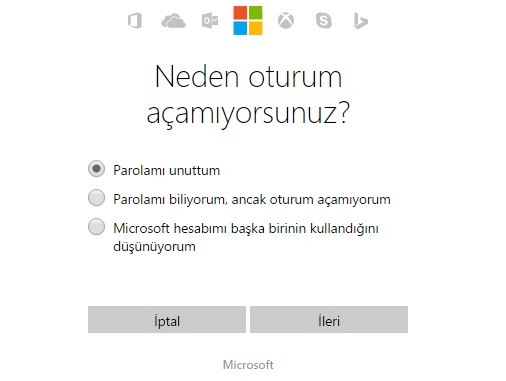 Neden oturum
açamıyorsunuz?
Parolamı unuttum
Parolamı biliyorum, ancak oturum açamıyorum
Microsoft hesabımı başka birinin kullandığını
düşünüyorum
İptal
İleri
Microsoft